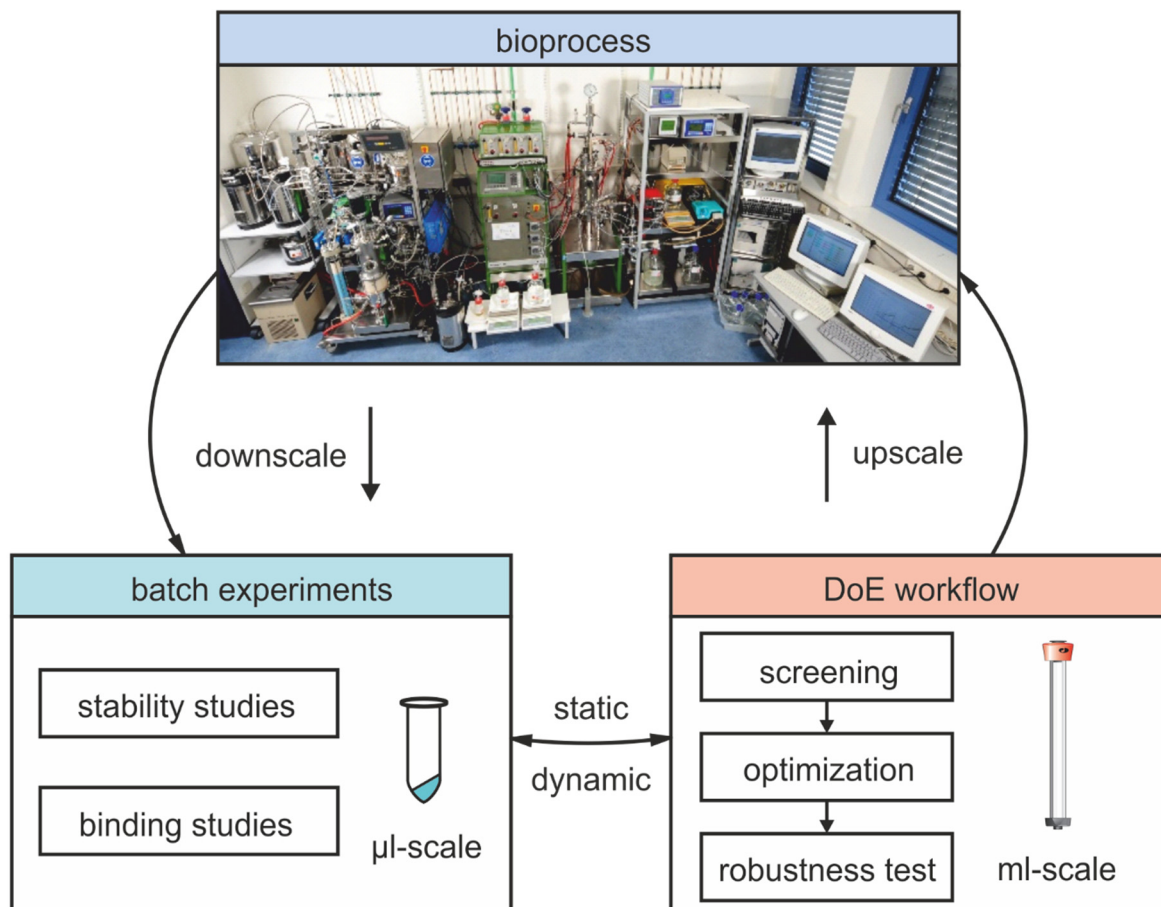 bioprocess
downscale
upscale
batch experiments
stability studies
binding studies
µl-scale
static
dynamic
DoE workflow
screening
optimization
robustness test
ml-scale